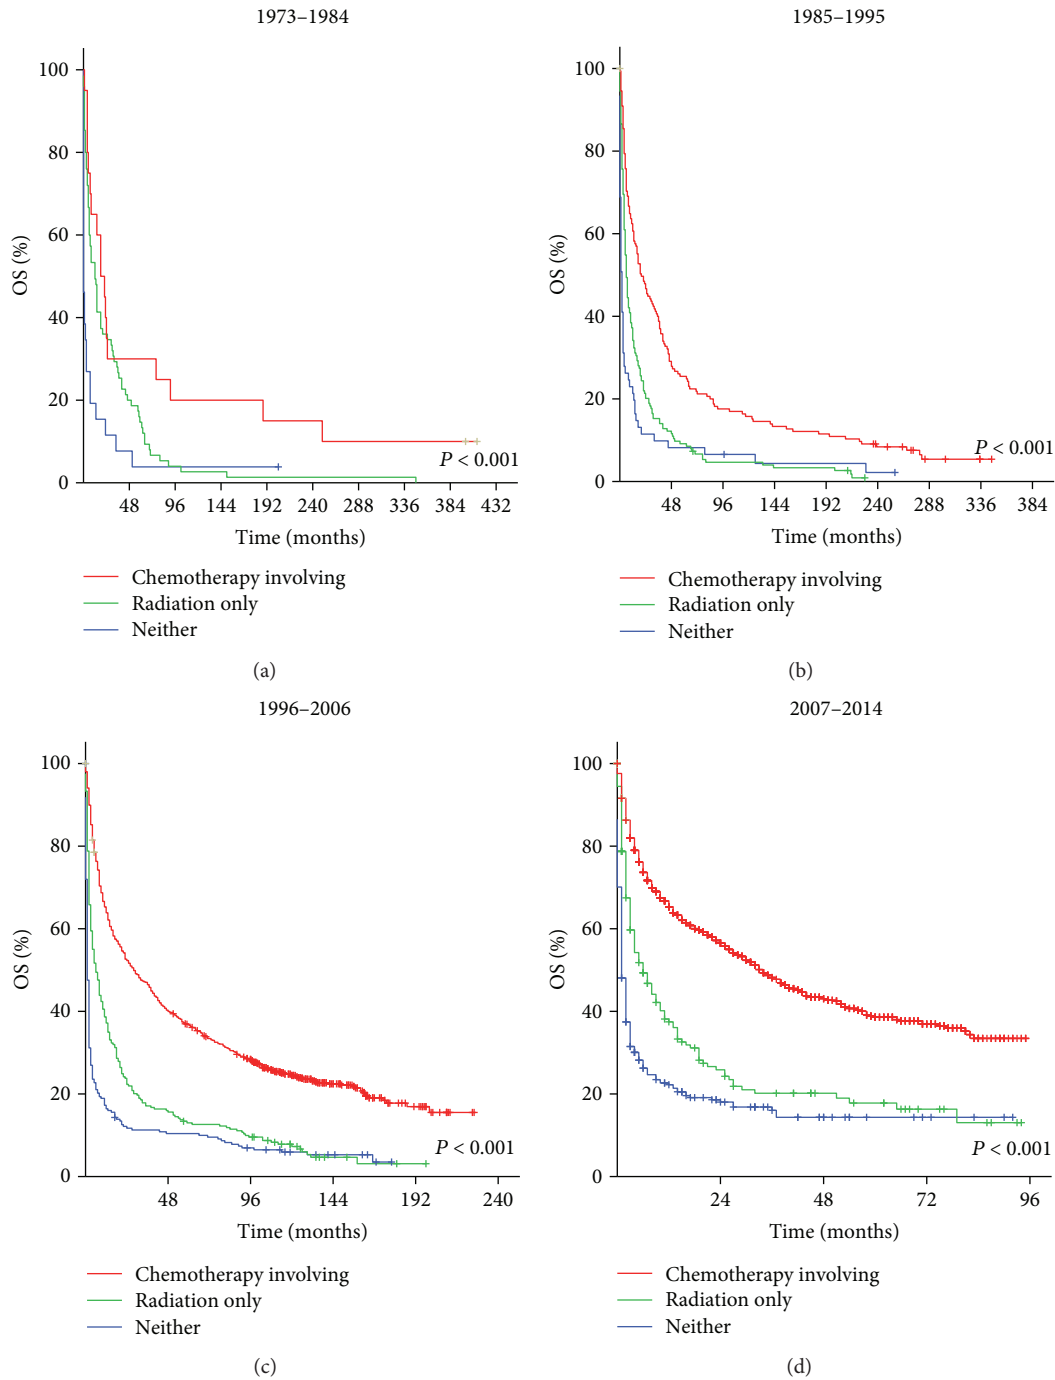 1973–1984
100
80
60
40
20
0
OS (%)
P < 0.001
48 96 144 192 240 288 336 384 432
Time (months)
Chemotherapy involving
Radiation only
Neither
(a)
1985–1995
100
80
60
40
20
0
OS (%)
P < 0.001
48 96 144 192 240 288 336 384
Time (months)
Chemotherapy involving
Radiation only
Neither
(b)
1996–2006
100
80
60
40
20
0
OS (%)
P < 0.001
48 96 144 192 240
Time (months)
Chemotherapy involving
Radiation only
Neither
(c)
2007–2014
100
80
60
40
20
0
OS (%)
P < 0.001
24 48 72 96
Time (months)
Chemotherapy involving
Radiation only
Neither
(d)